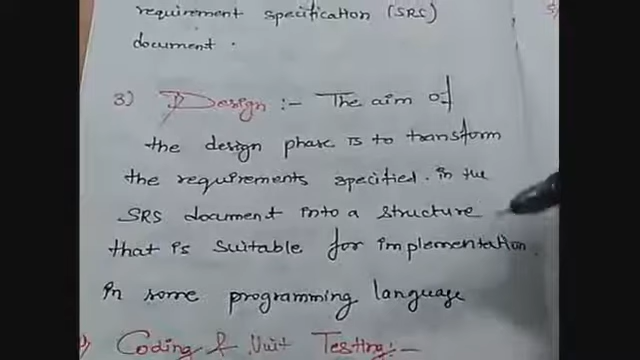 requirement specification (SRS)
document.
3) Design :- The aim of
the design phase is to transform
the requirements specified. in the
SRS document into a structure
that is suitable for implementation.
in some programming language
Coding & Unit Testing:-